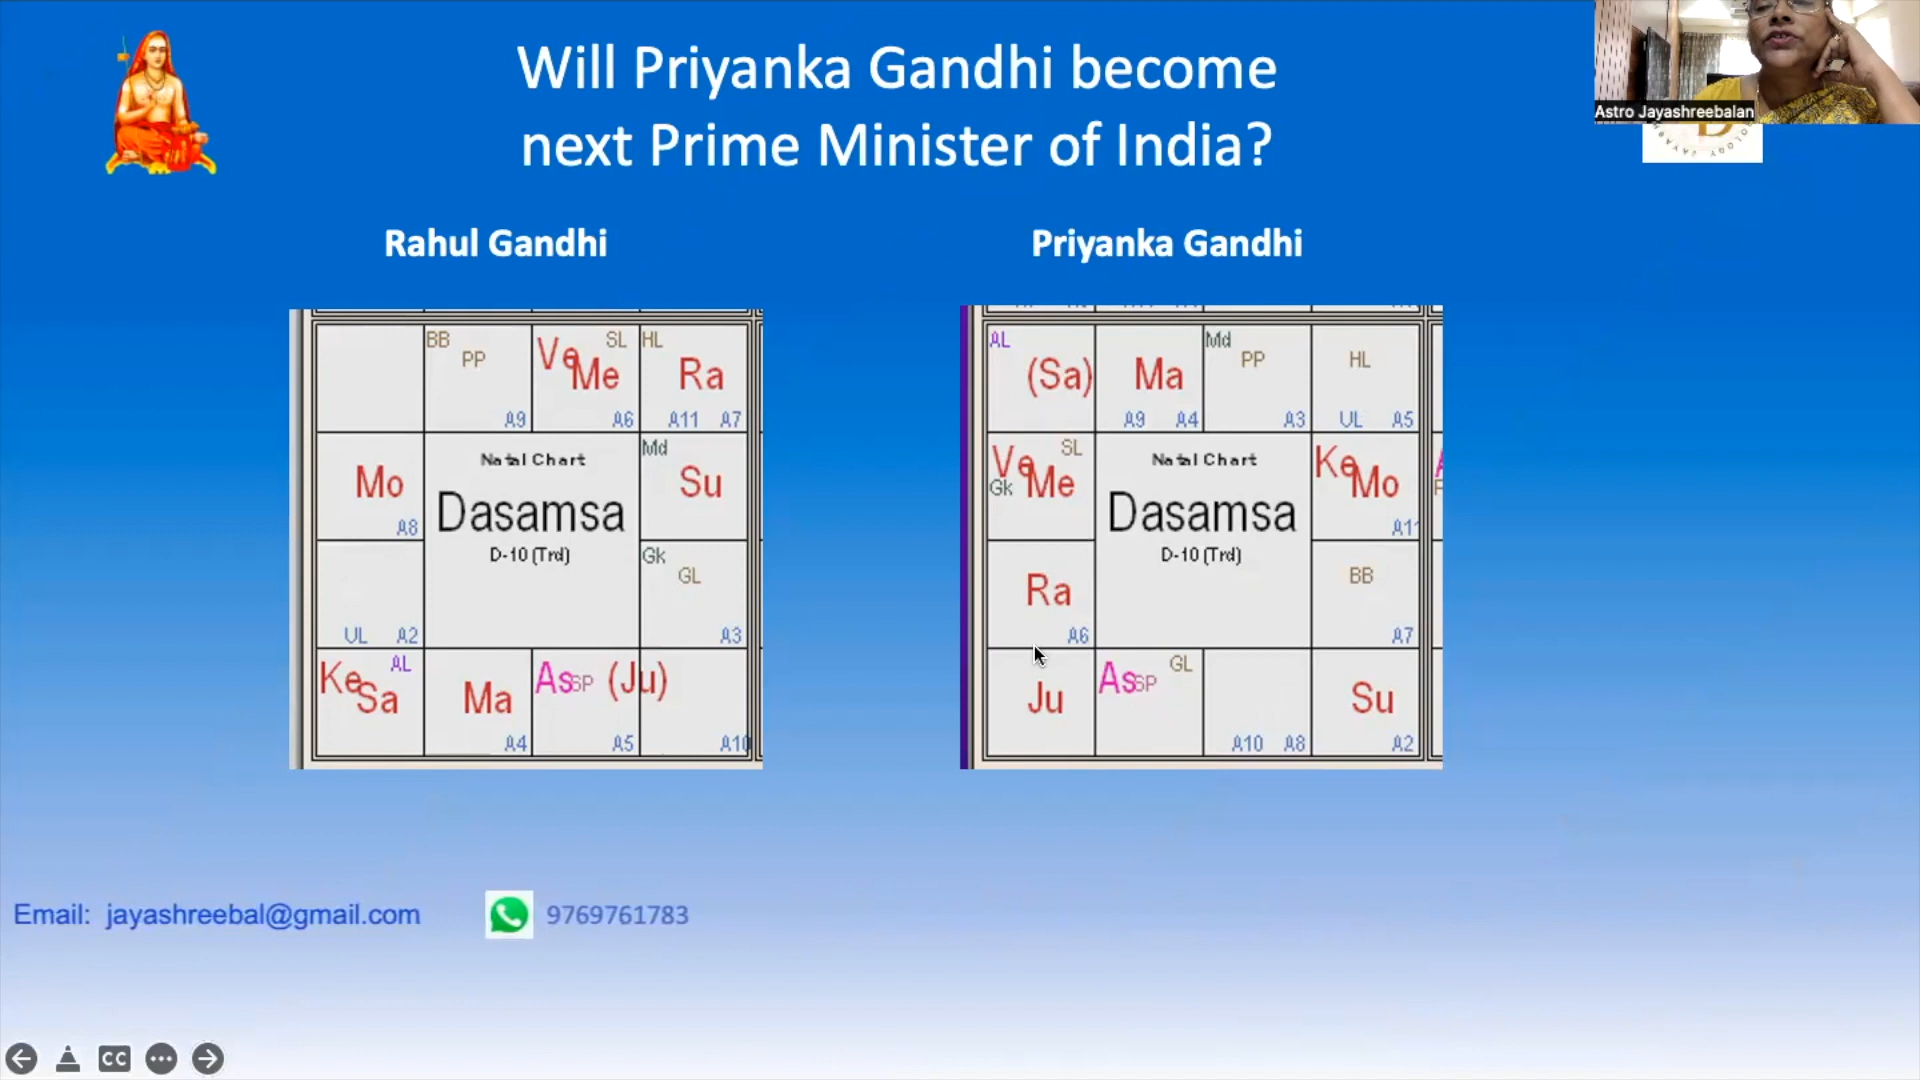 Will Priyanka Gandhi become
next Prime Minister of India?
Astro Jayashreebalan
Rahul Gandhi
Priyanka Gandhi
BB
PP
A9
Ve
Me
SL
A6
HL
Ra
A11 A7
Mo
A8
Natal Chart
Dasamsa
D-10 (Trd)
Md
Su
UL A2
Gk
GL
A3
Ke
Sa
AL
Ma
A4
As
SP
(Ju)
A5
A10
AL
(Sa)
Ma
A9 A4
Md
PP
A3
HL
UL A5
Ve
Me
SL
Gk
Natal Chart
Dasamsa
D-10 (Trd)
Ke
Mo
Ra
A6
BB
A7
Ju
As
SP
GL
A10 A8
Su
A2
Email: jayashreebal@gmail.com
9769761783
CC